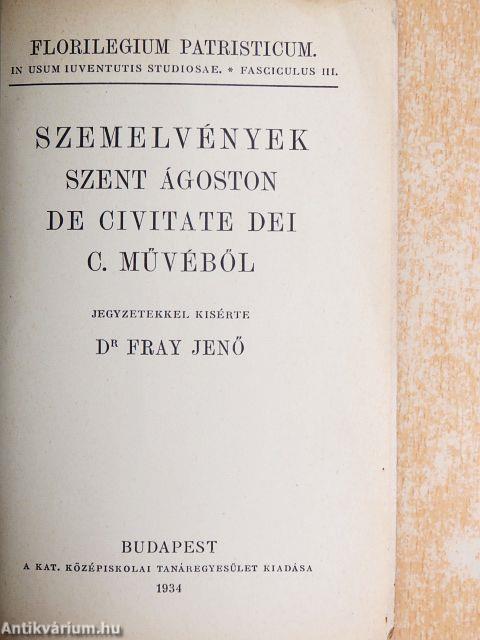 FLORILEGIUM PATRISTICUM.
IN USUM IUVENTUTIS STUDIOSAE. * FASCICULUS III.
SZEMELVÉNYEK
SZENT ÁGOSTON
DE CIVITATE DEI
C. MŰVÉBŐL
JEGYZETEKKEL KISÉRTE
DR FRAY JENŐ
BUDAPEST
A KAT. KÖZÉPISKOLAI TANÁREGYESÜLET KIADÁSA
1934
Antikvárium.hu